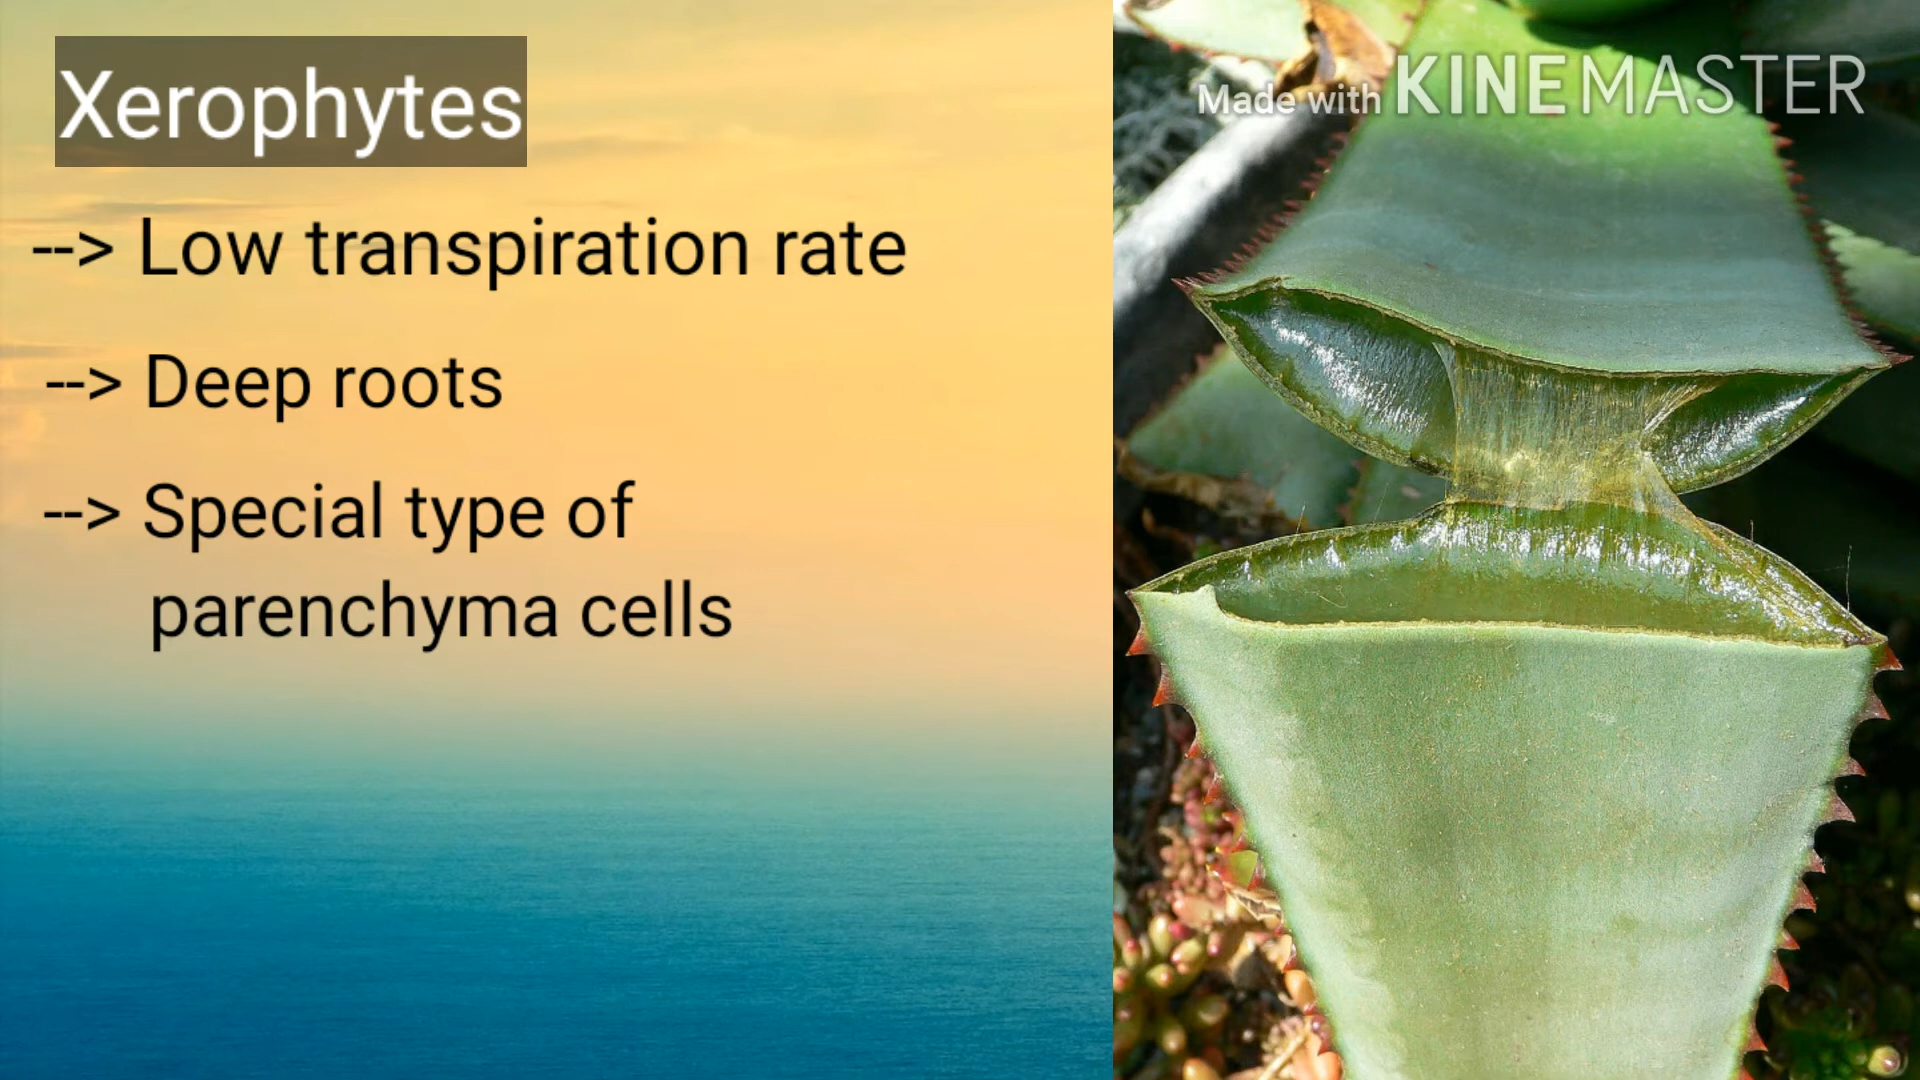 Xerophytes
Made with KINEMASTER
--> Low transpiration rate
--> Deep roots
--> Special type of
parenchyma cells